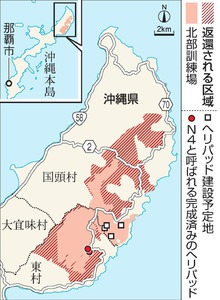 返還される区域
北部訓練場
ヘリパッド建設予定地
N4と呼ばれる完成済みのヘリパッド
N
2km
那覇市
沖縄本島
沖縄県
58
70
2
国頭村
大宜味村
東村